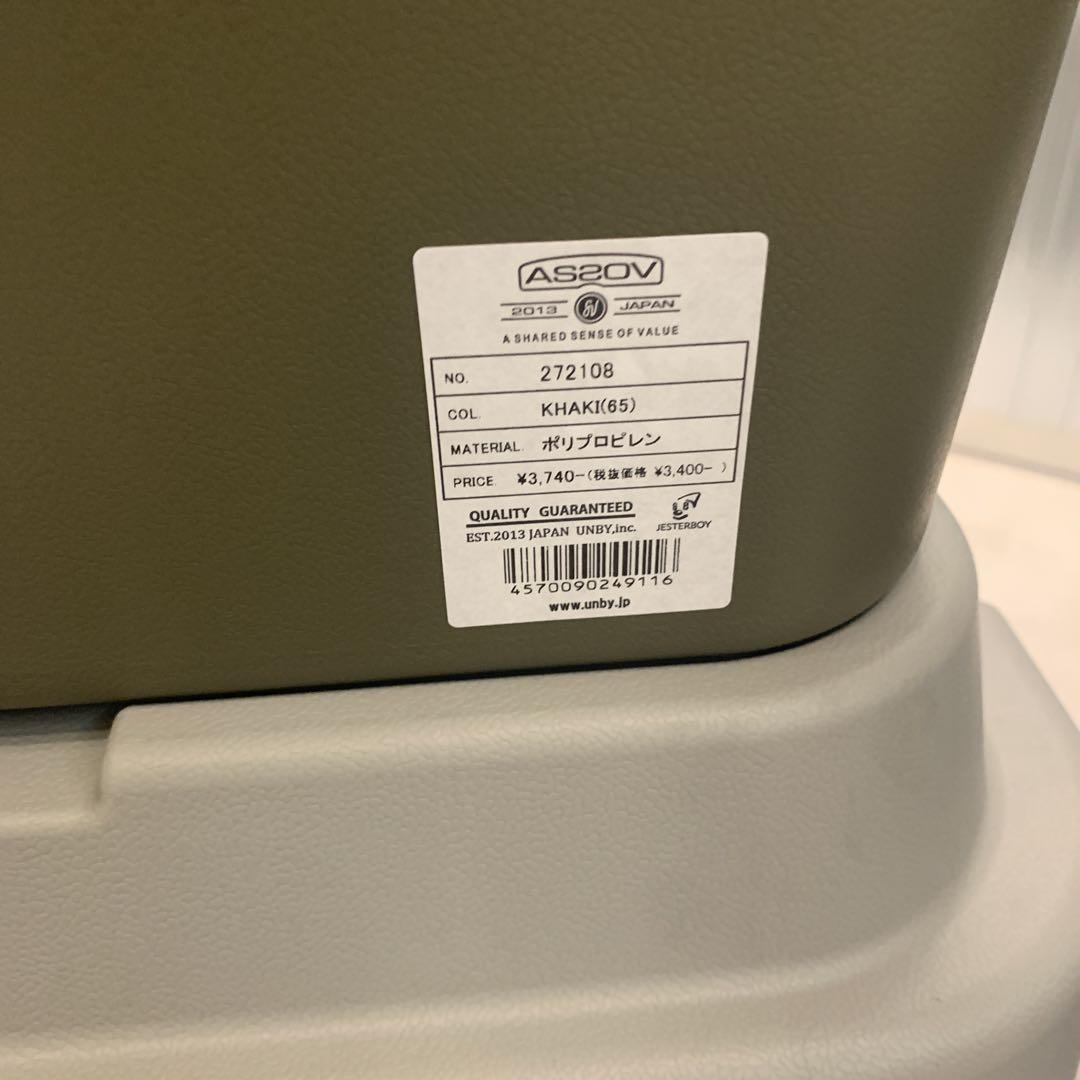 AS2OV
2013 JAPAN
A SHARED SENSE OF VALUE
NO. 272108
COL. KHAKI(65)
MATERIAL. ポリプロピレン
PRICE. ¥3,740-(税抜価格 ¥3,400- )
QUALITY GUARANTEED
EST.2013 JAPAN UNBY,inc.
JESTERBOY
4570090249116
www.unby.jp